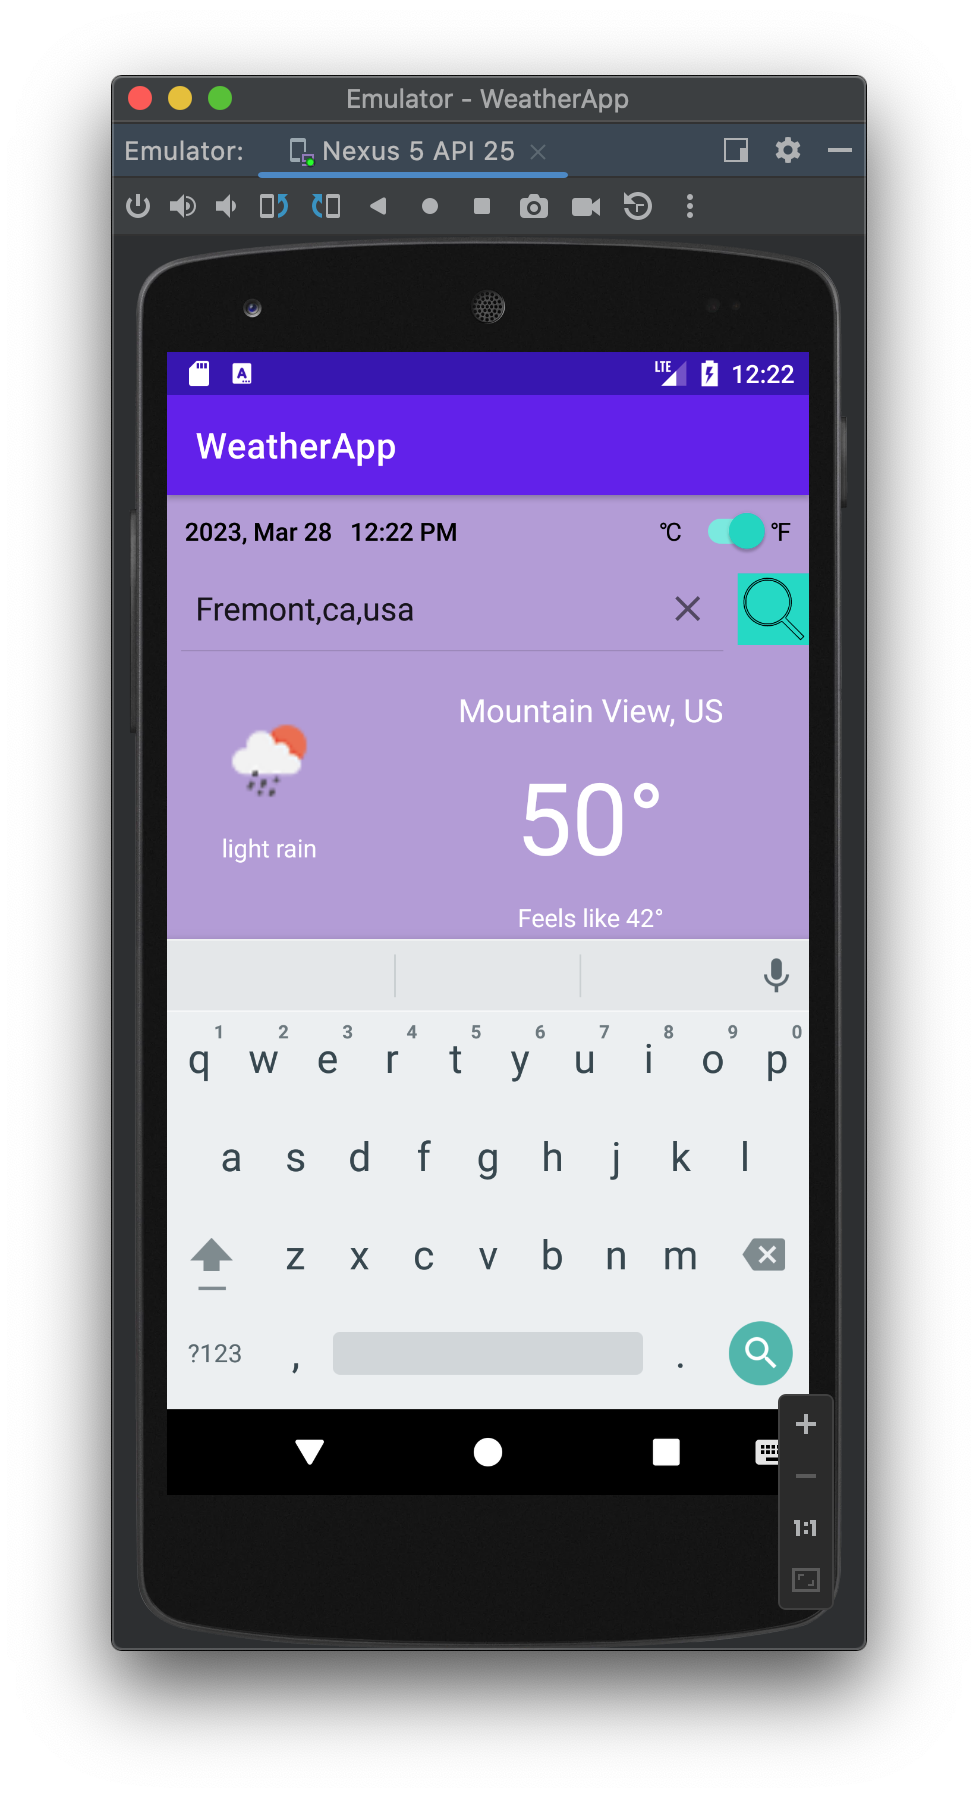 Emulator - WeatherApp
Emulator: Nexus 5 API 25
LTE 12:22
WeatherApp
2023, Mar 28 12:22 PM °C °F
Fremont,ca,usa
Mountain View, US
50°
light rain
Feels like 42°
1 2 3 4 5 6 7 8 9 0
q w e r t y u i o p
a s d f g h j k l
z x c v b n m
?123 , .
1:1